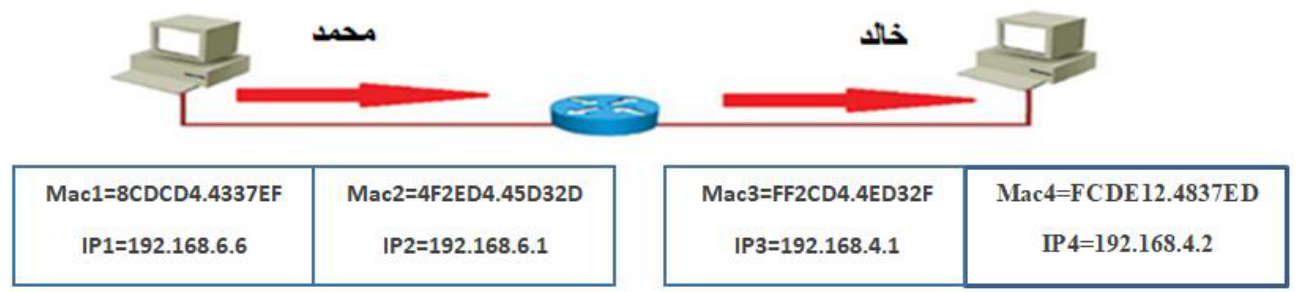 محمد
خالد
Mac1=8CDCD4.4337EF
IP1=192.168.6.6
Mac2=4F2ED4.45D32D
IP2=192.168.6.1
Mac3=FF2CD4.4ED32F
IP3=192.168.4.1
Mac4=FCDE12.4837ED
IP4=192.168.4.2